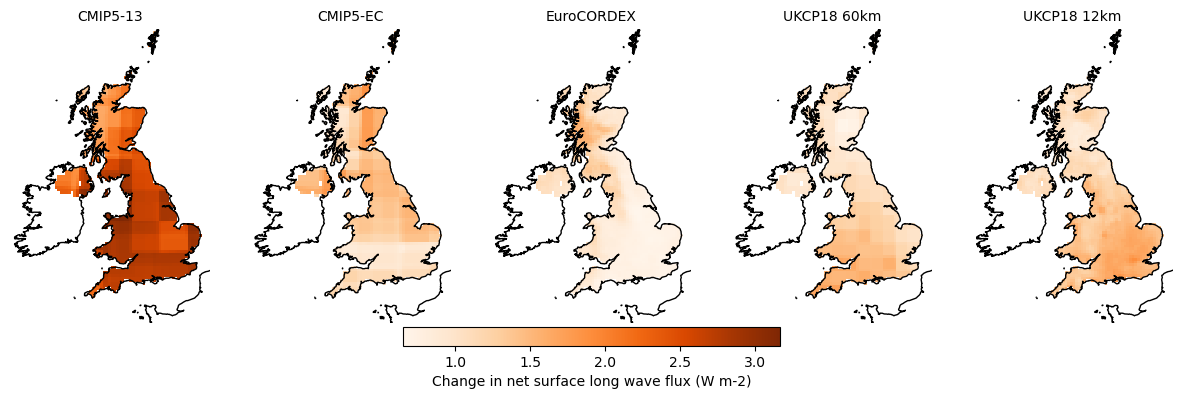 CMIP5-13 CMIP5-EC EuroCORDEX UKCP18 60km UKCP18 12km
1.0 1.5 2.0 2.5 3.0
Change in net surface long wave flux (W m-2)